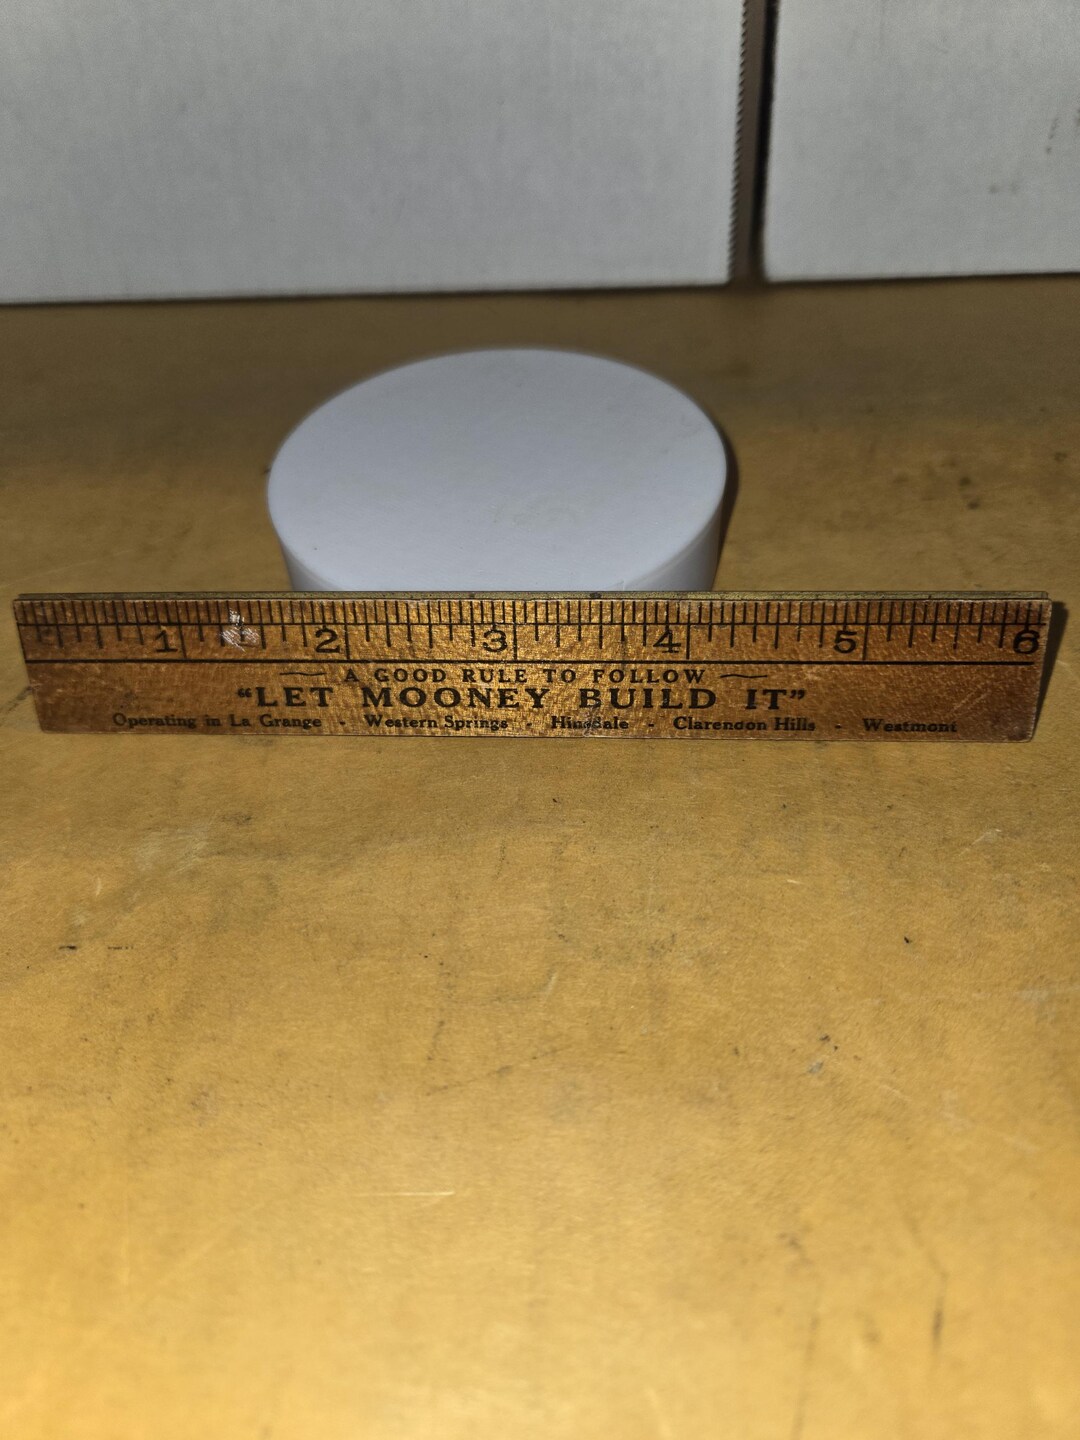 1 2 3 4 5 6
A GOOD RULE TO FOLLOW
“LET MOONEY BUILD IT”
Operating in La Grange - Western Springs - Hinsdale - Clarendon Hills - Westmont